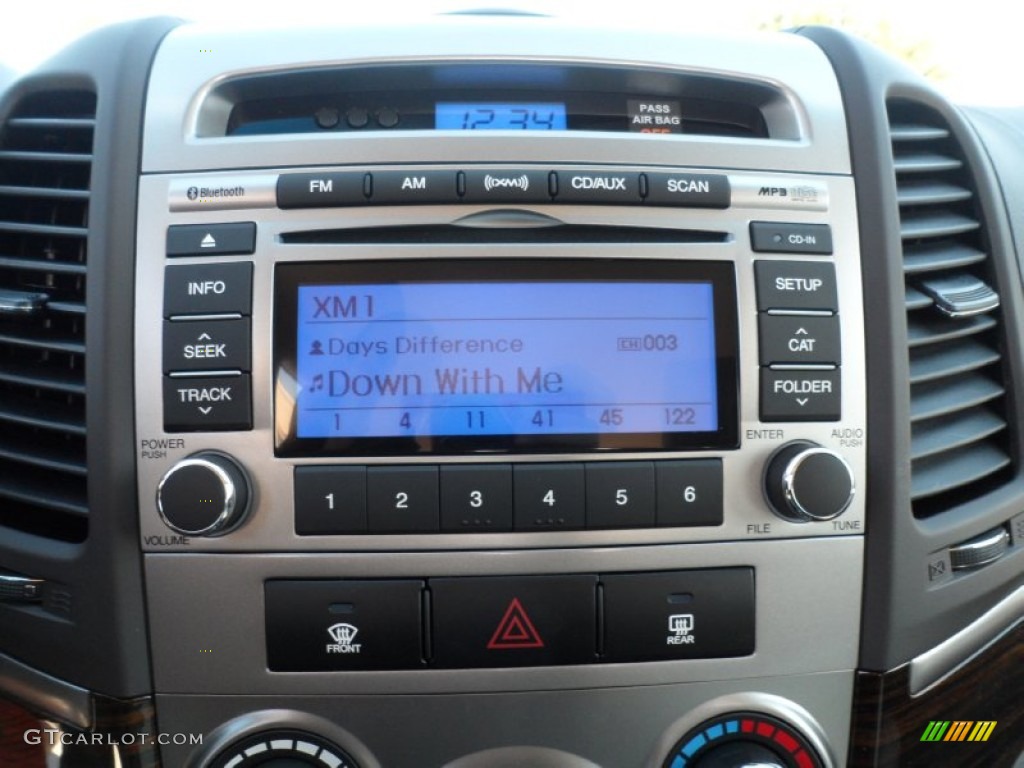 12:34
PASS
AIR BAG
OFF
Bluetooth
FM
AM
((XM))
CD/AUX
SCAN
MP3
CD-IN
INFO
SEEK
TRACK
SETUP
CAT
FOLDER
XM1
Days Difference CH 003
Down With Me
1 4 11 41 45 122
POWER
PUSH
VOLUME
ENTER
AUDIO
PUSH
FILE
TUNE
1 2 3 4 5 6
FRONT
REAR
GTCARLOT.COM